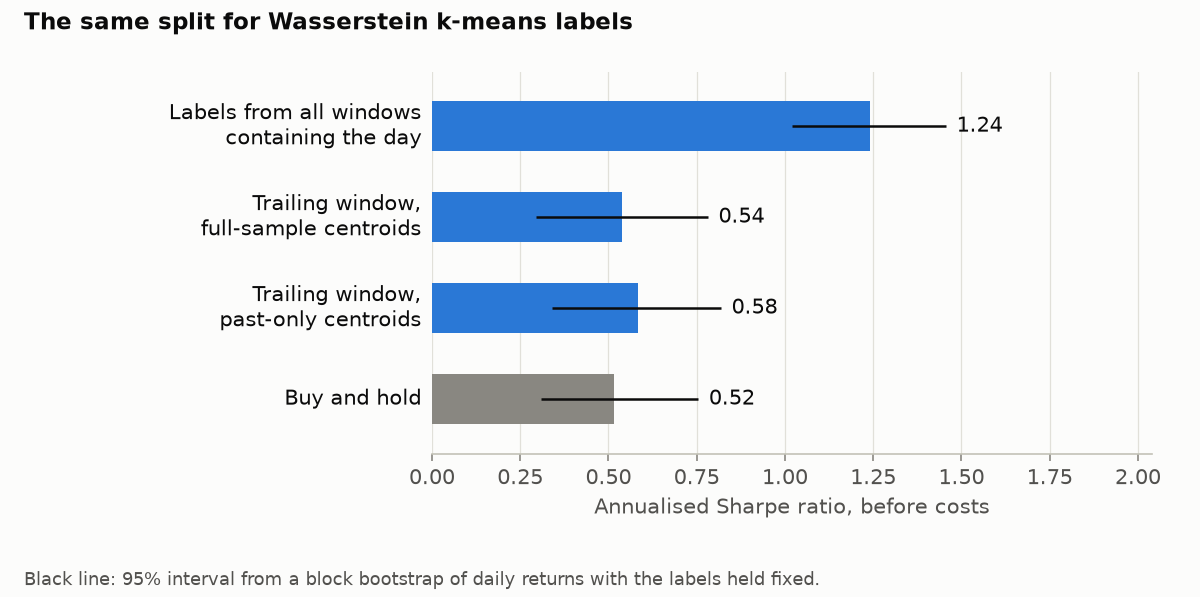 The same split for Wasserstein k-means labels
Labels from all windows
containing the day
1.24
Trailing window,
full-sample centroids
0.54
Trailing window,
past-only centroids
0.58
Buy and hold
0.52
0.00 0.25 0.50 0.75 1.00 1.25 1.50 1.75 2.00
Annualised Sharpe ratio, before costs
Black line: 95% interval from a block bootstrap of daily returns with the labels held fixed.